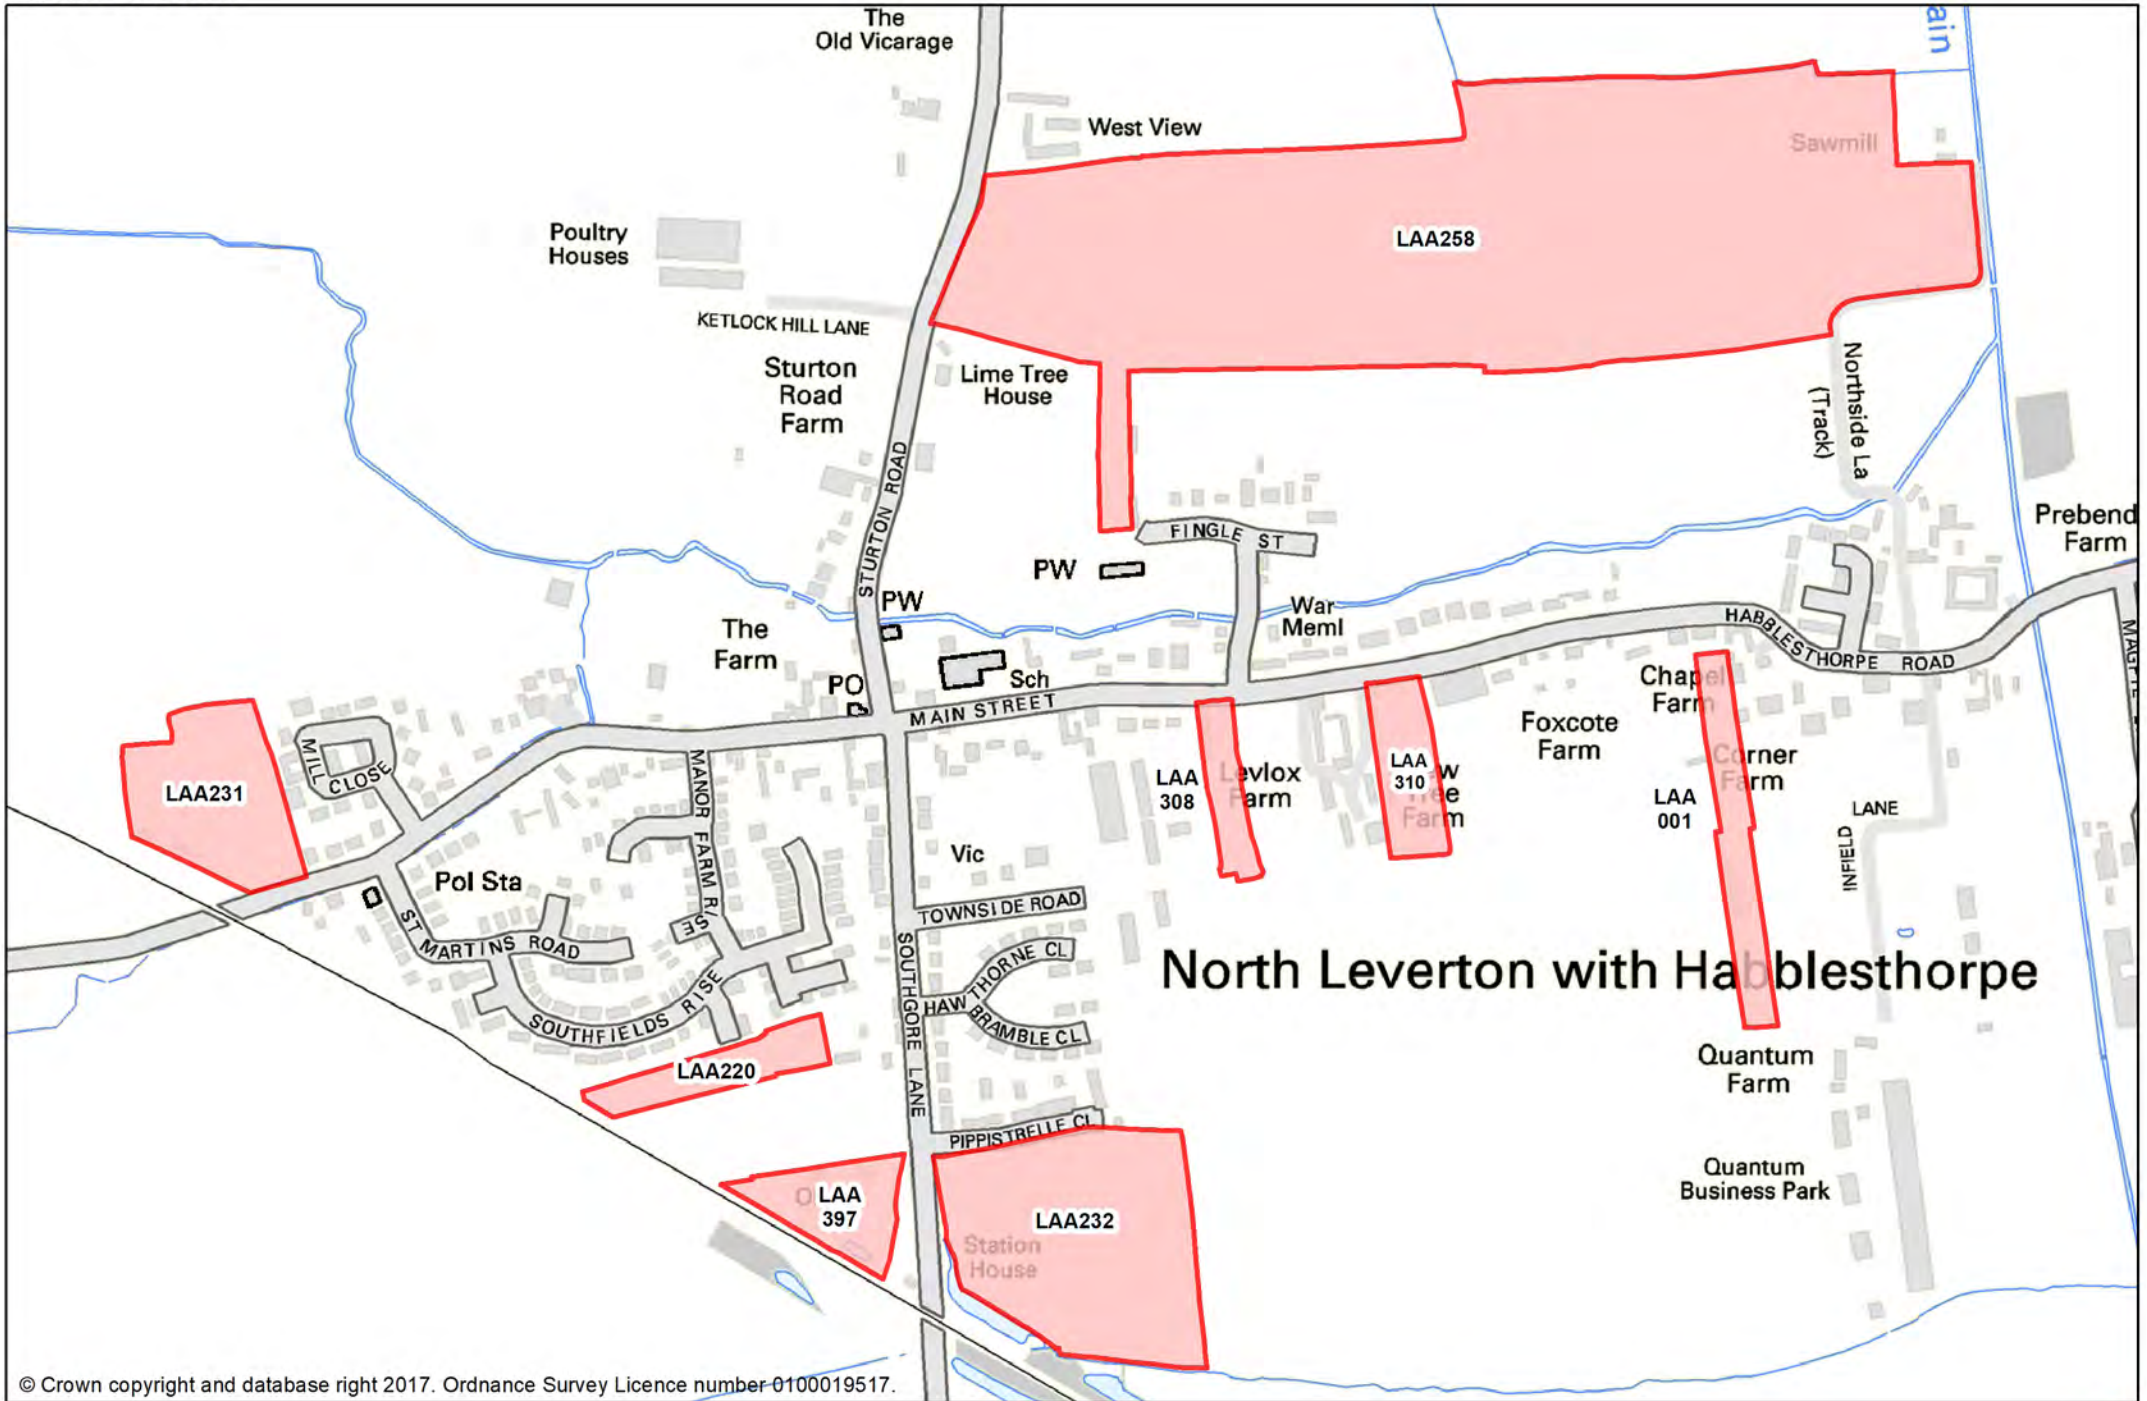 The
Old Vicarage
ain
West View
Sawmill
Poultry
Houses
LAA258
KETLOCK HILL LANE
Sturton
Road
Farm
Lime Tree
House
Northside La
(Track)
STURTON ROAD
FINGLE ST
Prebend
Farm
PW
PW
War
Meml
The
Farm
HABBLESTHORPE ROAD
Sch
PO
MAIN STREET
Chapel
Farm
Foxcote
Farm
MILL CLOSE
MANOR FARM RISE
LAA231
LAA
308
Levlox
Farm
LAA
310
Farm
Corner
Farm
LAA
001
LANE
INFIELD
Vic
Pol Sta
TOWNSIDE ROAD
ST MARTINS ROAD
SOUTHGORE LANE
HAWTHORNE CL
North Leverton with Habblesthorpe
BRAMBLE CL
SOUTHFIELDS RISE
LAA220
Quantum
Farm
PIPPISTRELLE CL
Quantum
Business Park
LAA
397
LAA232
Station
House
© Crown copyright and database right 2017. Ordnance Survey Licence number 0100019517.